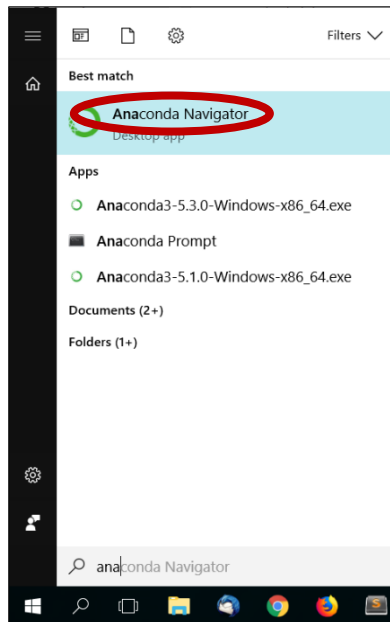 Filters
Best match
Anaconda Navigator
Desktop app
Apps
Anaconda3-5.3.0-Windows-x86_64.exe
Anaconda Prompt
Anaconda3-5.1.0-Windows-x86_64.exe
Documents (2+)
Folders (1+)
anaconda Navigator
S